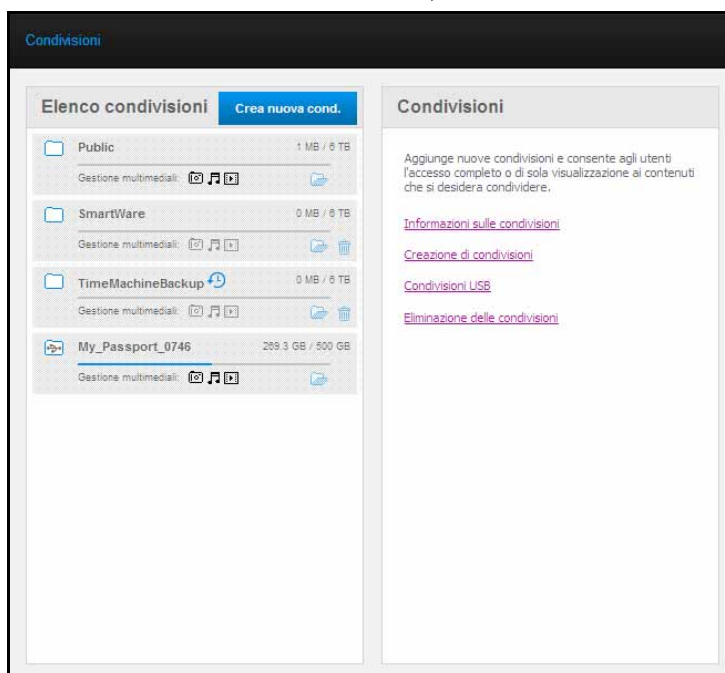 Condivisioni
Elenco condivisioni
Crea nuova cond.
Public
1 MB / 6 TB
Gestione multimediali:
SmartWare
0 MB / 6 TB
Gestione multimediali:
TimeMachineBackup
0 MB / 6 TB
Gestione multimediali:
My_Passport_0746
269.3 GB / 500 GB
Gestione multimediali:
Condivisioni
Aggiunge nuove condivisioni e consente agli utenti
l'accesso completo o di sola visualizzazione ai contenuti
che si desidera condividere.
Informazioni sulle condivisioni
Creazione di condivisioni
Condivisioni USB
Eliminazione delle condivisioni